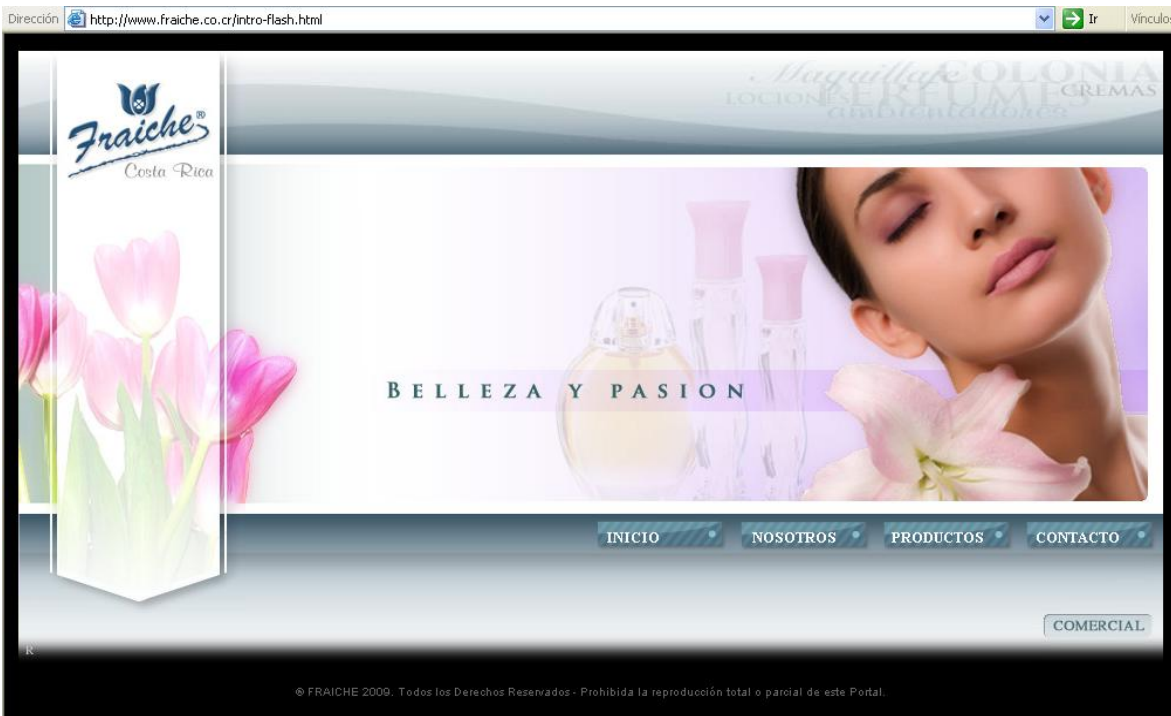 Dirección http://www.fraiche.co.cr/intro-flash.html Ir Vínculos
Maquillaje COLONIA
LOCIONES PERFUMES CREMAS
ambientadores
Fraiche®
Costa Rica
BELLEZA Y PASION
INICIO NOSOTROS PRODUCTOS CONTACTO
COMERCIAL
R
® FRAICHE 2009. Todos los Derechos Reservados - Prohibida la reproducción total o parcial de este Portal.